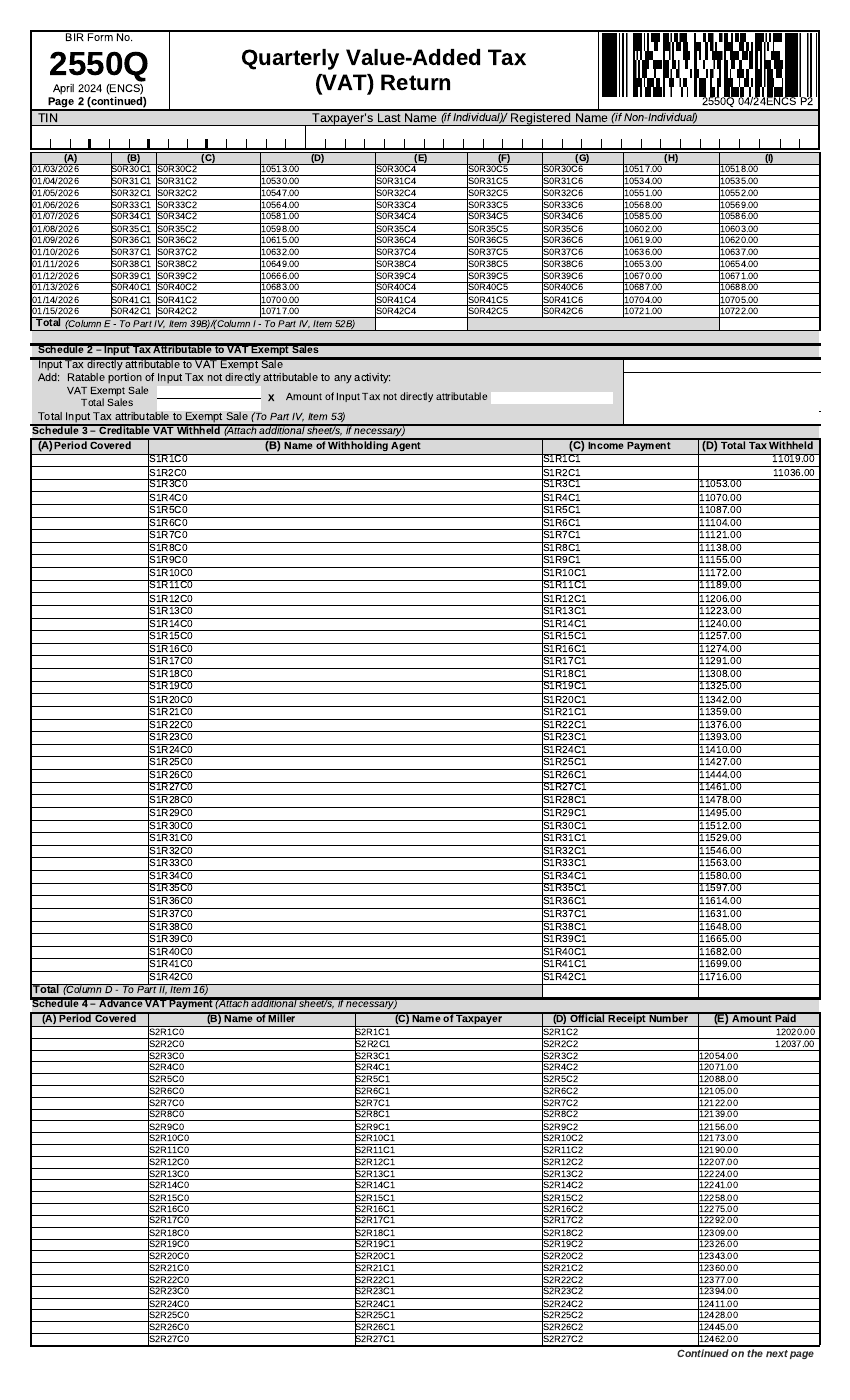 BIR Form No.
2550Q
April 2024 (ENCS)
Page 2 (continued)
Quarterly Value-Added Tax
(VAT) Return
2550Q 04/24ENCS P2
TIN Taxpayer's Last Name (if Individual)/ Registered Name (if Non-Individual)
(A) (B) (C) (D) (E) (F) (G) (H) (I)
01/03/2026 S0R30C1 S0R30C2 10513.00 S0R30C4 S0R30C5 S0R30C6 10517.00 10518.00
01/04/2026 S0R31C1 S0R31C2 10530.00 S0R31C4 S0R31C5 S0R31C6 10534.00 10535.00
01/05/2026 S0R32C1 S0R32C2 10547.00 S0R32C4 S0R32C5 S0R32C6 10551.00 10552.00
01/06/2026 S0R33C1 S0R33C2 10564.00 S0R33C4 S0R33C5 S0R33C6 10568.00 10569.00
01/07/2026 S0R34C1 S0R34C2 10581.00 S0R34C4 S0R34C5 S0R34C6 10585.00 10586.00
01/08/2026 S0R35C1 S0R35C2 10598.00 S0R35C4 S0R35C5 S0R35C6 10602.00 10603.00
01/09/2026 S0R36C1 S0R36C2 10615.00 S0R36C4 S0R36C5 S0R36C6 10619.00 10620.00
01/10/2026 S0R37C1 S0R37C2 10632.00 S0R37C4 S0R37C5 S0R37C6 10636.00 10637.00
01/11/2026 S0R38C1 S0R38C2 10649.00 S0R38C4 S0R38C5 S0R38C6 10653.00 10654.00
01/12/2026 S0R39C1 S0R39C2 10666.00 S0R39C4 S0R39C5 S0R39C6 10670.00 10671.00
01/13/2026 S0R40C1 S0R40C2 10683.00 S0R40C4 S0R40C5 S0R40C6 10687.00 10688.00
01/14/2026 S0R41C1 S0R41C2 10700.00 S0R41C4 S0R41C5 S0R41C6 10704.00 10705.00
01/15/2026 S0R42C1 S0R42C2 10717.00 S0R42C4 S0R42C5 S0R42C6 10721.00 10722.00
Total (Column E - To Part IV, Item 39B)/(Column I - To Part IV, Item 52B)
Schedule 2 – Input Tax Attributable to VAT Exempt Sales
Input Tax directly attributable to VAT Exempt Sale
Add: Ratable portion of Input Tax not directly attributable to any activity:
VAT Exempt Sale
Total Sales
x Amount of Input Tax not directly attributable
Total Input Tax attributable to Exempt Sale (To Part IV, Item 53) -
Schedule 3 – Creditable VAT Withheld (Attach additional sheet/s, if necessary)
(A)Period Covered (B) Name of Withholding Agent (C) Income Payment (D) Total Tax Withheld
S1R1C0 S1R1C1 11019.00
S1R2C0 S1R2C1 11036.00
S1R3C0 S1R3C1 11053.00
S1R4C0 S1R4C1 11070.00
S1R5C0 S1R5C1 11087.00
S1R6C0 S1R6C1 11104.00
S1R7C0 S1R7C1 11121.00
S1R8C0 S1R8C1 11138.00
S1R9C0 S1R9C1 11155.00
S1R10C0 S1R10C1 11172.00
S1R11C0 S1R11C1 11189.00
S1R12C0 S1R12C1 11206.00
S1R13C0 S1R13C1 11223.00
S1R14C0 S1R14C1 11240.00
S1R15C0 S1R15C1 11257.00
S1R16C0 S1R16C1 11274.00
S1R17C0 S1R17C1 11291.00
S1R18C0 S1R18C1 11308.00
S1R19C0 S1R19C1 11325.00
S1R20C0 S1R20C1 11342.00
S1R21C0 S1R21C1 11359.00
S1R22C0 S1R22C1 11376.00
S1R23C0 S1R23C1 11393.00
S1R24C0 S1R24C1 11410.00
S1R25C0 S1R25C1 11427.00
S1R26C0 S1R26C1 11444.00
S1R27C0 S1R27C1 11461.00
S1R28C0 S1R28C1 11478.00
S1R29C0 S1R29C1 11495.00
S1R30C0 S1R30C1 11512.00
S1R31C0 S1R31C1 11529.00
S1R32C0 S1R32C1 11546.00
S1R33C0 S1R33C1 11563.00
S1R34C0 S1R34C1 11580.00
S1R35C0 S1R35C1 11597.00
S1R36C0 S1R36C1 11614.00
S1R37C0 S1R37C1 11631.00
S1R38C0 S1R38C1 11648.00
S1R39C0 S1R39C1 11665.00
S1R40C0 S1R40C1 11682.00
S1R41C0 S1R41C1 11699.00
S1R42C0 S1R42C1 11716.00
Total (Column D - To Part II, Item 16)
Schedule 4 – Advance VAT Payment (Attach additional sheet/s, if necessary)
(A) Period Covered (B) Name of Miller (C) Name of Taxpayer (D) Official Receipt Number (E) Amount Paid
S2R1C0 S2R1C1 S2R1C2 12020.00
S2R2C0 S2R2C1 S2R2C2 12037.00
S2R3C0 S2R3C1 S2R3C2 12054.00
S2R4C0 S2R4C1 S2R4C2 12071.00
S2R5C0 S2R5C1 S2R5C2 12088.00
S2R6C0 S2R6C1 S2R6C2 12105.00
S2R7C0 S2R7C1 S2R7C2 12122.00
S2R8C0 S2R8C1 S2R8C2 12139.00
S2R9C0 S2R9C1 S2R9C2 12156.00
S2R10C0 S2R10C1 S2R10C2 12173.00
S2R11C0 S2R11C1 S2R11C2 12190.00
S2R12C0 S2R12C1 S2R12C2 12207.00
S2R13C0 S2R13C1 S2R13C2 12224.00
S2R14C0 S2R14C1 S2R14C2 12241.00
S2R15C0 S2R15C1 S2R15C2 12258.00
S2R16C0 S2R16C1 S2R16C2 12275.00
S2R17C0 S2R17C1 S2R17C2 12292.00
S2R18C0 S2R18C1 S2R18C2 12309.00
S2R19C0 S2R19C1 S2R19C2 12326.00
S2R20C0 S2R20C1 S2R20C2 12343.00
S2R21C0 S2R21C1 S2R21C2 12360.00
S2R22C0 S2R22C1 S2R22C2 12377.00
S2R23C0 S2R23C1 S2R23C2 12394.00
S2R24C0 S2R24C1 S2R24C2 12411.00
S2R25C0 S2R25C1 S2R25C2 12428.00
S2R26C0 S2R26C1 S2R26C2 12445.00
S2R27C0 S2R27C1 S2R27C2 12462.00
Continued on the next page